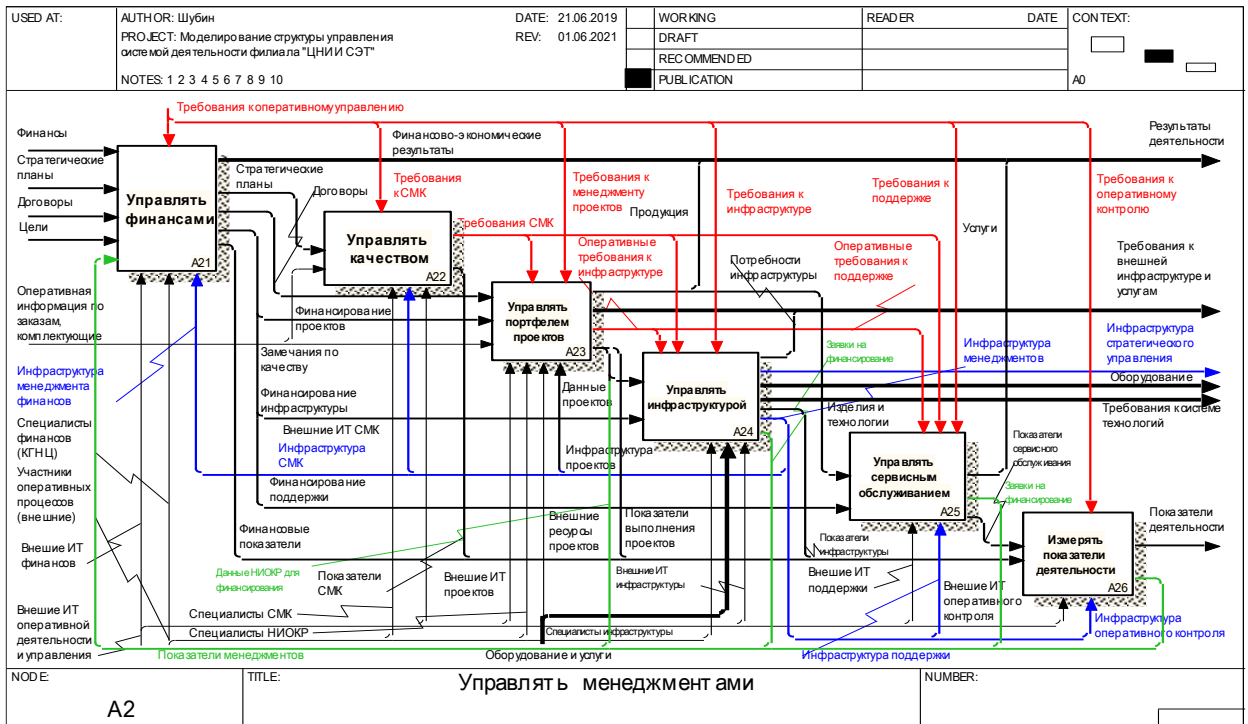 USED AT:
AUTHOR: Шубин
DATE: 21.06.2019
WORKING
READER
DATE
CONTEXT:
PROJECT: Моделирование структуры управления
системой деятельности филиала "ЦНИИ СЭТ"
REV: 01.06.2021
DRAFT
RECOMMENDED
NOTES: 1 2 3 4 5 6 7 8 9 10
PUBLICATION
A0
Требования к оперативному управлению
Финансы
Стратегические
планы
Договоры
Цели
Управлять
финансами
A21
Стратегические
планы
Договоры
Финансово-экономические
результаты
Результаты
деятельности
Требования
к СМК
Требования к
менеджменту
проектов
Требования к
инфраструктуре
Требования к
поддержке
Требования к
оперативному
контролю
Продукция
Услуги
Требования СМК
Управлять
качеством
A22
Оперативные
требования к
инфраструктуре
Потребности
инфраструктуры
Оперативные
требования к
поддержке
Требования к
внешней
инфраструктуре и
услугам
Оперативная
информация по
заказам,
комплектующие
Финансирование
проектов
Управлять
портфелем
проектов
A23
Замечания по
качеству
Заявки на
финансирование
Инфраструктура
менеджментов
Инфраструктура
стратегического
управления
Оборудование
Инфраструктура
менеджмента
финансов
Финансирование
инфраструктуры
Данные
проектов
Управлять
инфраструктурой
A24
Изделия и
технологии
Требования к системе
технологий
Специалисты
финансов
(КГНЦ)
Внешние ИТ СМК
Инфраструктура
СМК
Инфраструктура
проектов
Показатели
сервисного
обслуживания
Участники
оперативных
процессов
(внешние)
Финансирование
поддержки
Управлять
сервисным
обслуживанием
A25
Заявки на
финансирование
Финансовые
показатели
Внешние
ресурсы
проектов
Показатели
выполнения
проектов
Показатели
инфраструктуры
Показатели
деятельности
Измерять
показатели
деятельности
A26
Внешие ИТ
финансов
Данные НИОКР для
финансирования
Показатели
СМК
Внешие ИТ
проектов
Внешние ИТ
инфраструктуры
Внешие ИТ
поддержки
Внешие ИТ
оперативного
контроля
Внешие ИТ
оперативной
деятельности
и управления
Специалисты СМК
Специалисты НИОКР
Специалисты инфраструктуры
Инфраструктура
оперативного контроля
Показатели менеджментов
Оборудование и услуги
Инфраструктура поддержки
NODE:
TITLE:
NUMBER:
A2
Управлять менеджментами